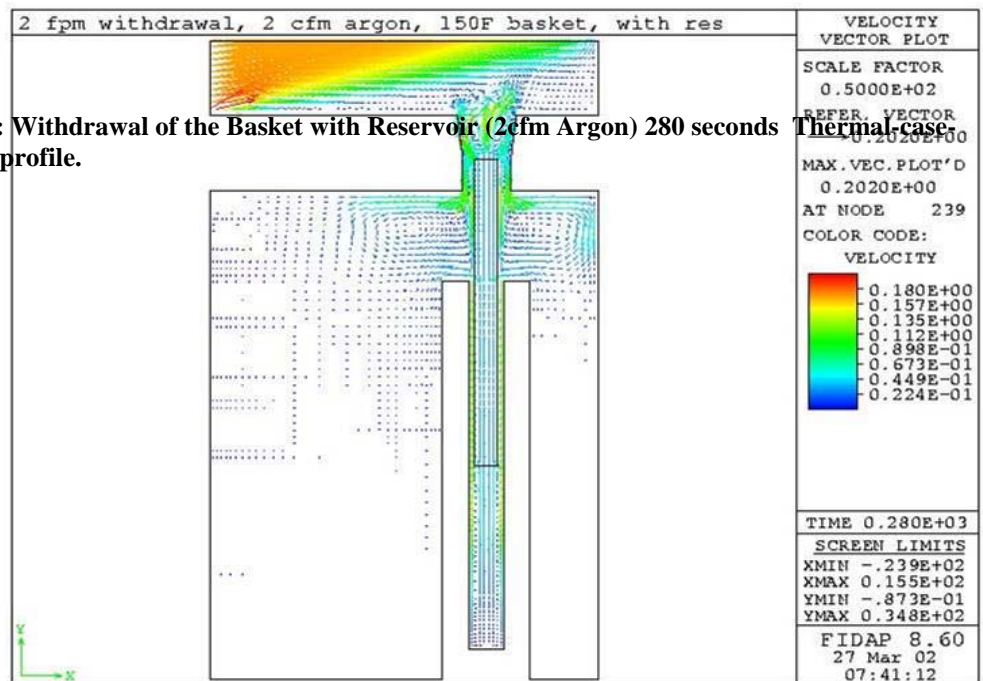 2 fpm withdrawal, 2 cfm argon, 150F basket, with res
: Withdrawal of the Basket with Reservoir (2cfm Argon) 280 seconds Thermal-case-
profile.
VELOCITY
VECTOR PLOT
SCALE FACTOR
0.5000E+02
REFER. VECTOR
0.2020E+00
MAX.VEC.PLOT'D
0.2020E+00
AT NODE 239
COLOR CODE:
VELOCITY
0.180E+00
0.157E+00
0.135E+00
0.112E+00
0.898E-01
0.673E-01
0.449E-01
0.224E-01
TIME 0.280E+03
SCREEN LIMITS
XMIN -.239E+02
XMAX 0.155E+02
YMIN -.873E-01
YMAX 0.348E+02
FIDAP 8.60
27 Mar 02
07:41:12
Y
X